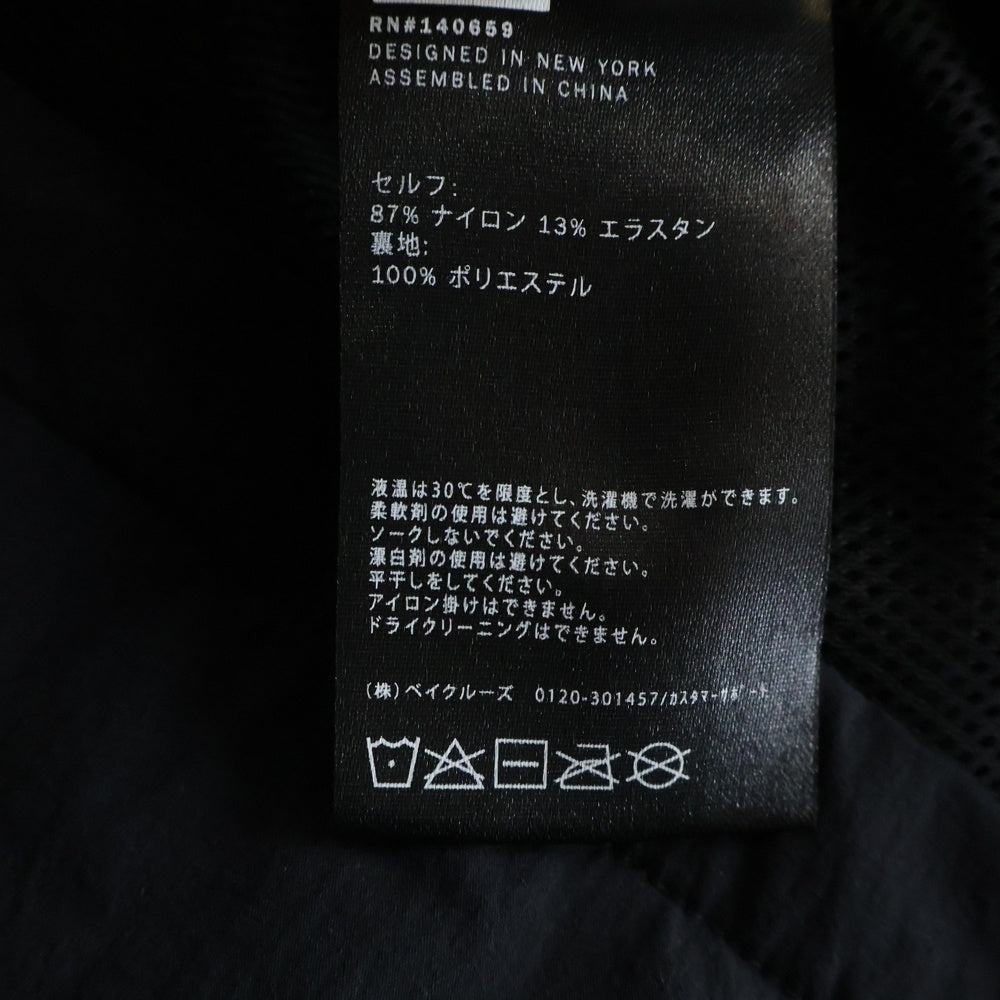 RN#140659
DESIGNED IN NEW YORK
ASSEMBLED IN CHINA
セルフ:
87% ナイロン 13% エラスタン
裏地:
100% ポリエステル
液温は30℃を限度とし、洗濯機で洗濯ができます。
柔軟剤の使用は避けてください。
ソークしないでください。
漂白剤の使用は避けてください。
平干しをしてください。
アイロン掛けはできません。
ドライクリーニングはできません。
(株)ベイクルーズ 0120-301457/カスタマーサポート